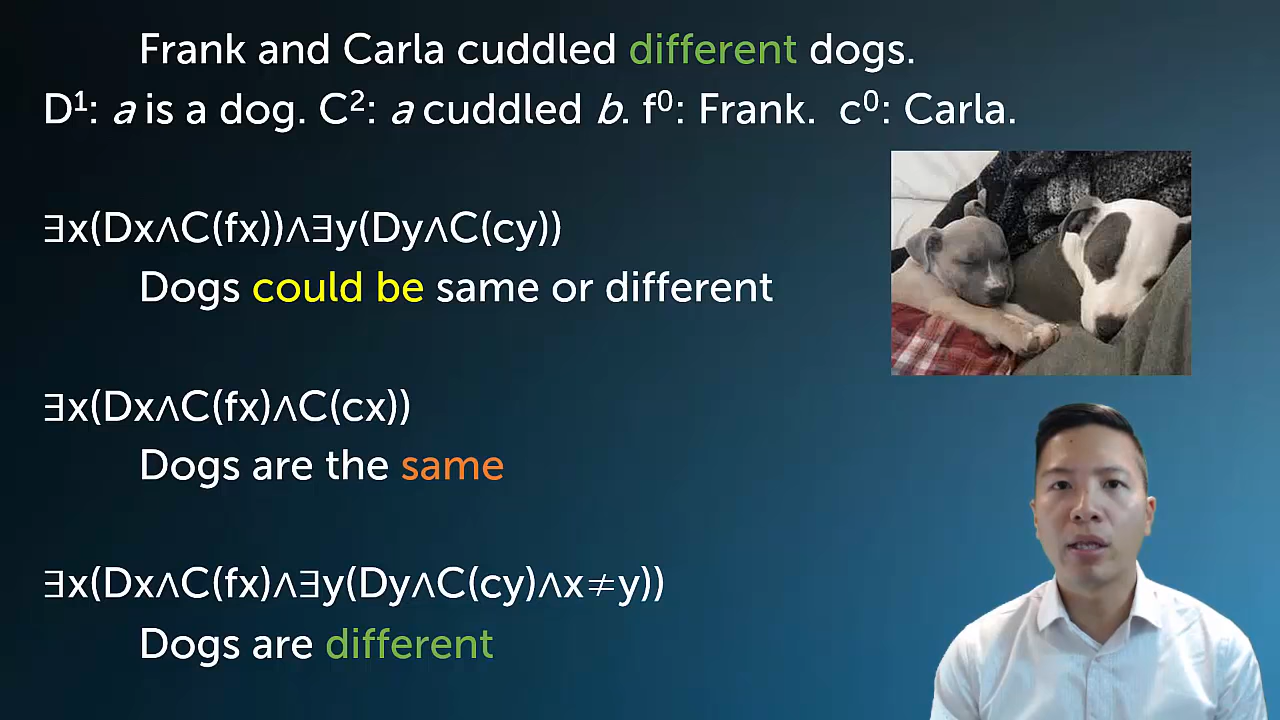 Frank and Carla cuddled different dogs.
D¹: a is a dog. C²: a cuddled b. f⁰: Frank. c⁰: Carla.
∃x(Dx∧C(fx))∧∃y(Dy∧C(cy))
Dogs could be same or different
∃x(Dx∧C(fx)∧C(cx))
Dogs are the same
∃x(Dx∧C(fx)∧∃y(Dy∧C(cy)∧x≠y))
Dogs are different